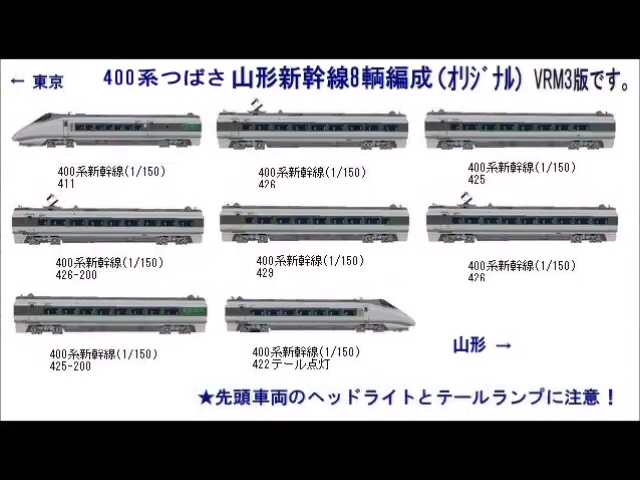 ← 東京
400系つばさ山形新幹線8輌編成(ｵﾘｼﾞﾅﾙ) VRM3版です。
400系新幹線(1/150)
411
400系新幹線(1/150)
426
400系新幹線(1/150)
425
400系新幹線(1/150)
426-200
400系新幹線(1/150)
429
400系新幹線(1/150)
426
400系新幹線(1/150)
425-200
400系新幹線(1/150)
422テール点灯
山形 →
★先頭車両のヘッドライトとテールランプに注意！